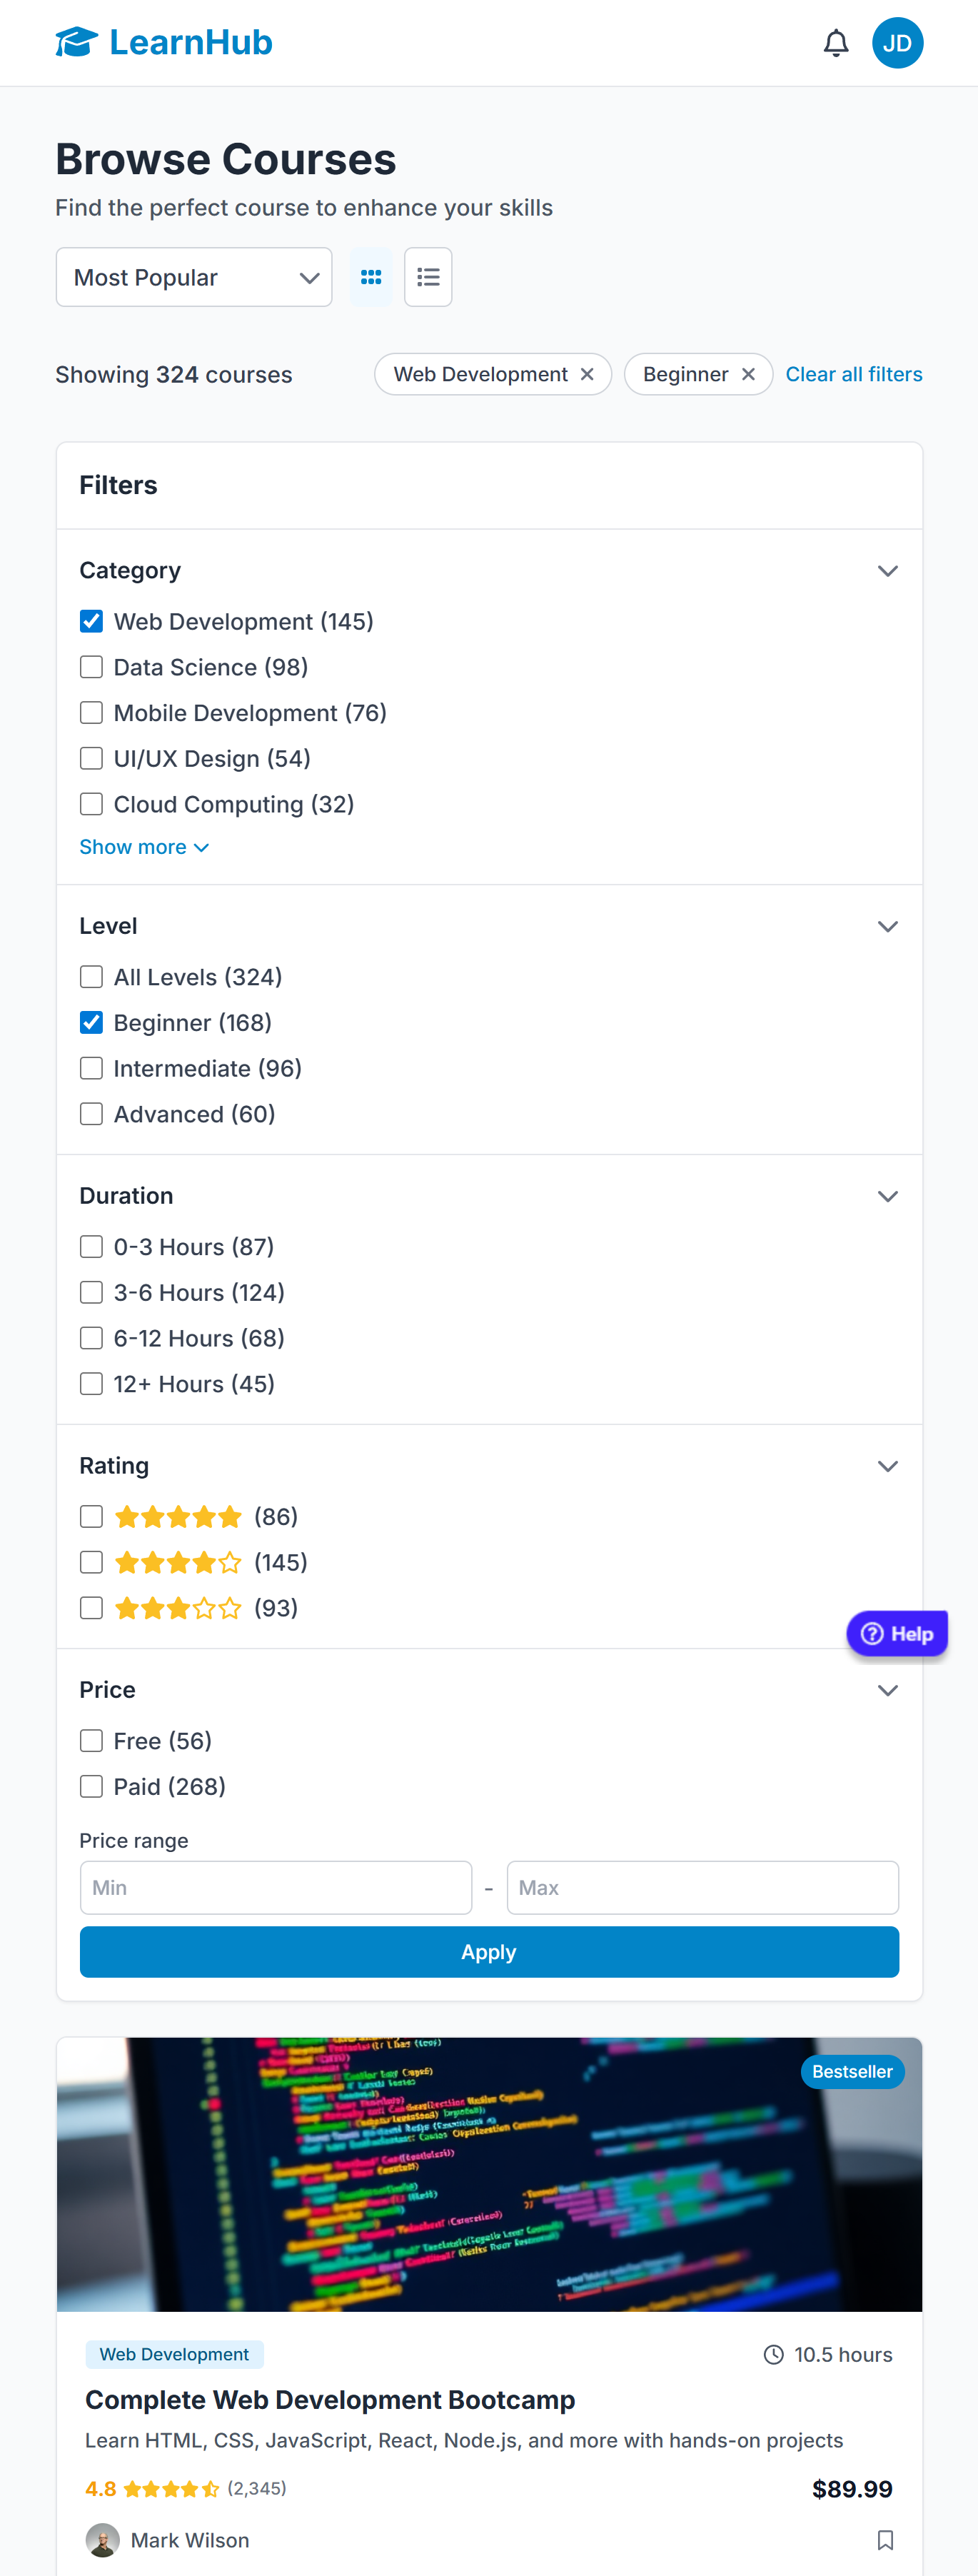 LearnHub
JD
Browse Courses
Find the perfect course to enhance your skills
Most Popular
Showing 324 courses
Web Development
Beginner
Clear all filters
Filters
Category
Web Development (145)
Data Science (98)
Mobile Development (76)
UI/UX Design (54)
Cloud Computing (32)
Show more
Level
All Levels (324)
Beginner (168)
Intermediate (96)
Advanced (60)
Duration
0-3 Hours (87)
3-6 Hours (124)
6-12 Hours (68)
12+ Hours (45)
Rating
(86)
(145)
(93)
Help
Price
Free (56)
Paid (268)
Price range
Min - Max
Apply
Bestseller
Web Development
10.5 hours
Complete Web Development Bootcamp
Learn HTML, CSS, JavaScript, React, Node.js, and more with hands-on projects
4.8 (2,345)
$89.99
Mark Wilson